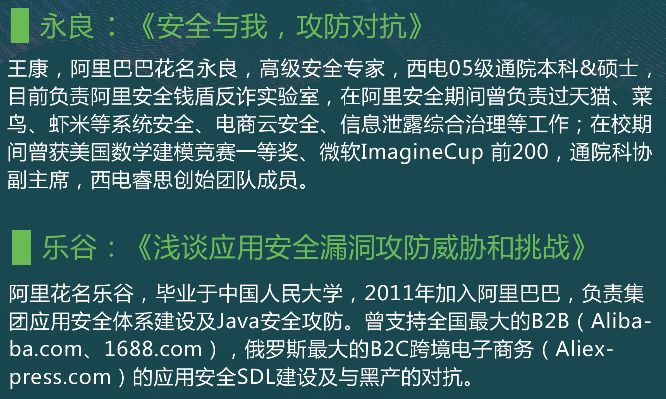 永良：《安全与我，攻防对抗》
王康，阿里巴巴花名永良，高级安全专家，西电05级通院本科&硕士，
目前负责阿里安全钱盾反诈实验室，在阿里安全期间曾负责过天猫、菜
鸟、虾米等系统安全、电商云安全、信息泄露综合治理等工作；在校期
间曾获美国数学建模竞赛一等奖、微软ImagineCup 前200，通院科协
副主席，西电睿思创始团队成员。
乐谷：《浅谈应用安全漏洞攻防威胁和挑战》
阿里花名乐谷，毕业于中国人民大学，2011年加入阿里巴巴，负责集
团应用安全体系建设及Java安全攻防。曾支持全国最大的B2B（Aliba-
ba.com、1688.com），俄罗斯最大的B2C跨境电子商务（Aliex-
press.com）的应用安全SDL建设及与黑产的对抗。